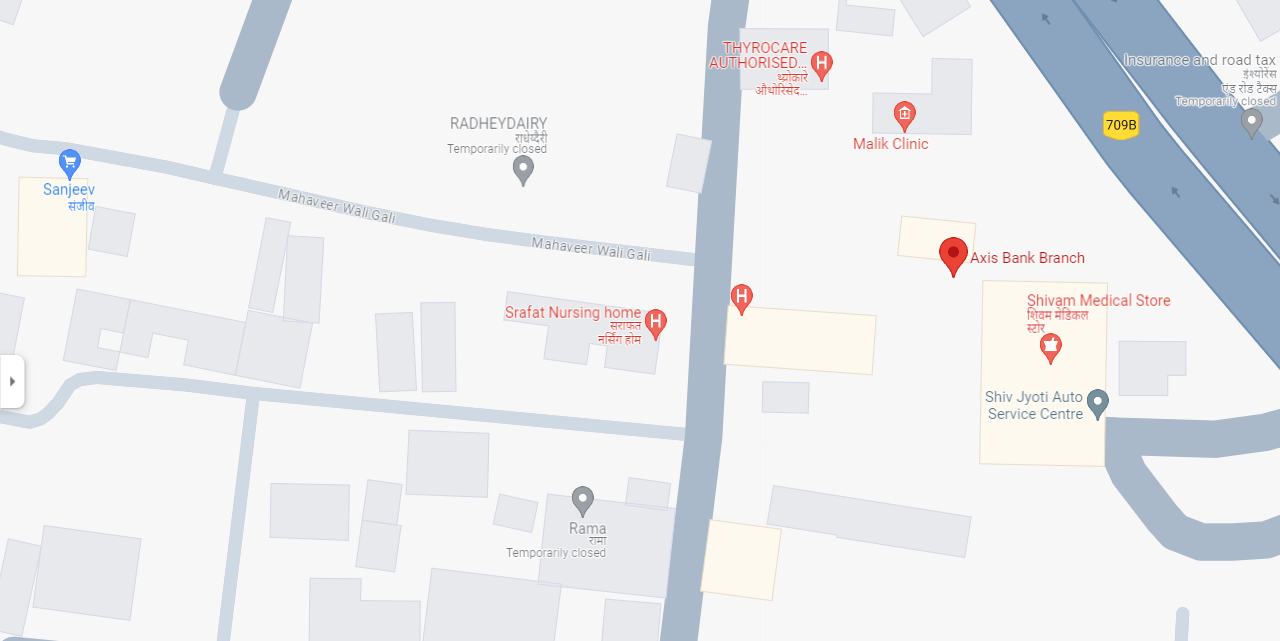 THYROCARE
AUTHORISED...
थ्योकारे
औथोरिसेद...
Insurance and road tax
इंश्योरेंस
एंड रोड टैक्स
Temporarily closed
709B
RADHEYDAIRY
राधेय्दैरी
Temporarily closed
Malik Clinic
Sanjeev
संजीव
Mahaveer Wali Gali
Mahaveer Wali Gali
Axis Bank Branch
Srafat Nursing home
सराफत
नर्सिंग होम
Shivam Medical Store
शिवम मेडिकल
स्टोर
Shiv Jyoti Auto
Service Centre
Rama
रामा
Temporarily closed